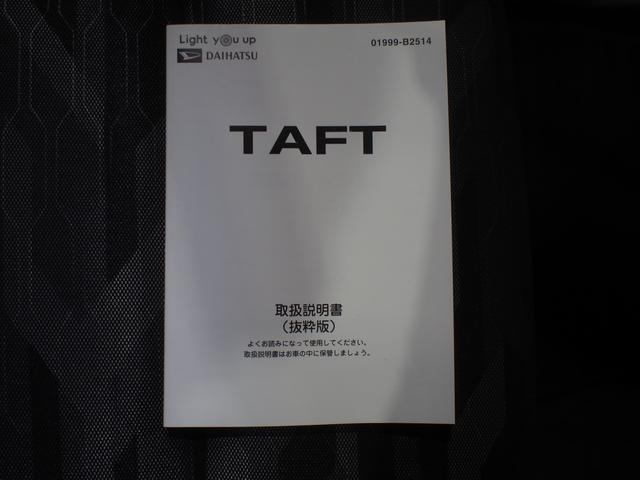 Light you up
DAIHATSU
01999-B2514
TAFT
取扱説明書
（抜粋版）
よくお読みになって使用してください。
取扱説明書はお車の中に保管しましょう。